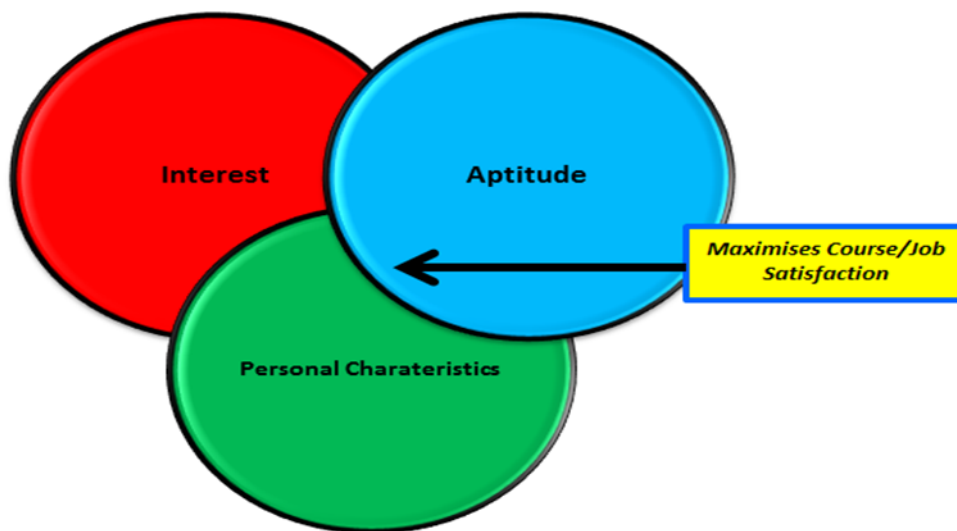 Interest
Aptitude
Maximises Course/Job
Satisfaction
Personal Charateristics